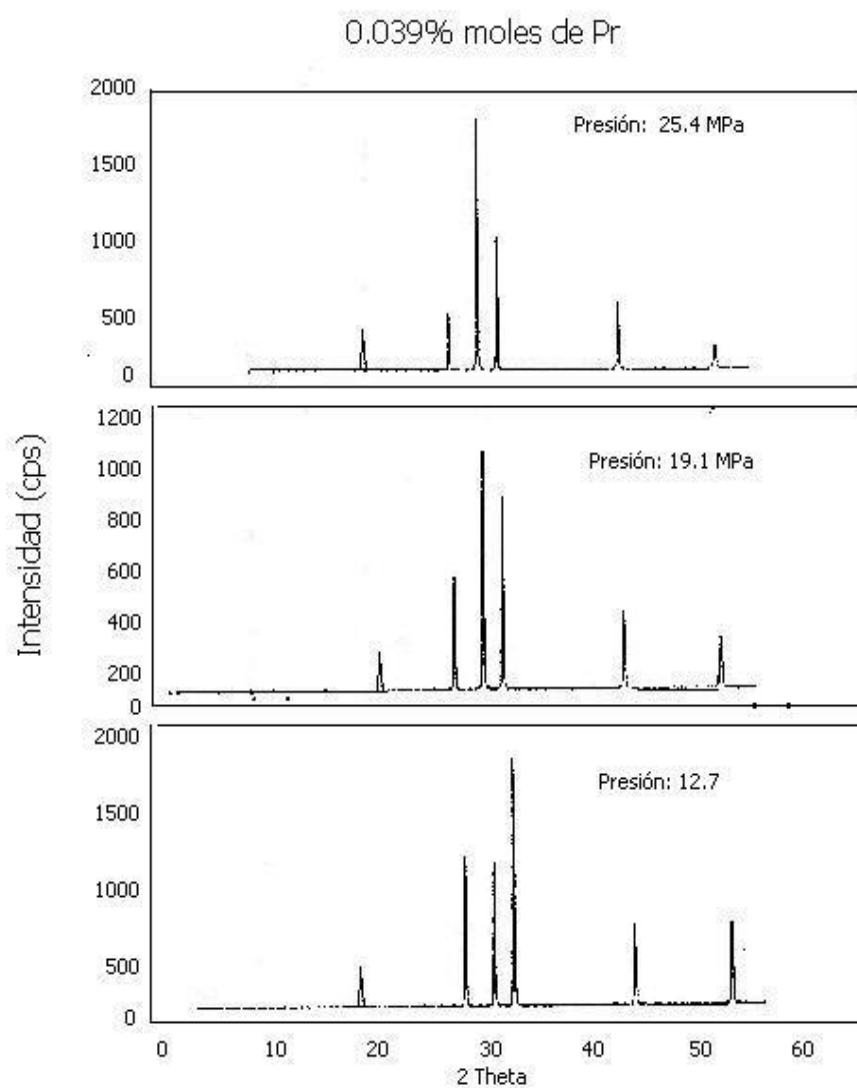 0.039% moles de Pr
2000
Presión: 25.4 MPa
1500
1000
500
0
1200
1000
Presión: 19.1 MPa
800
600
400
200
0
Intensidad (cps)
2000
Presión: 12.7
1500
1000
500
0
0 10 20 30 40 50 60
2 Theta